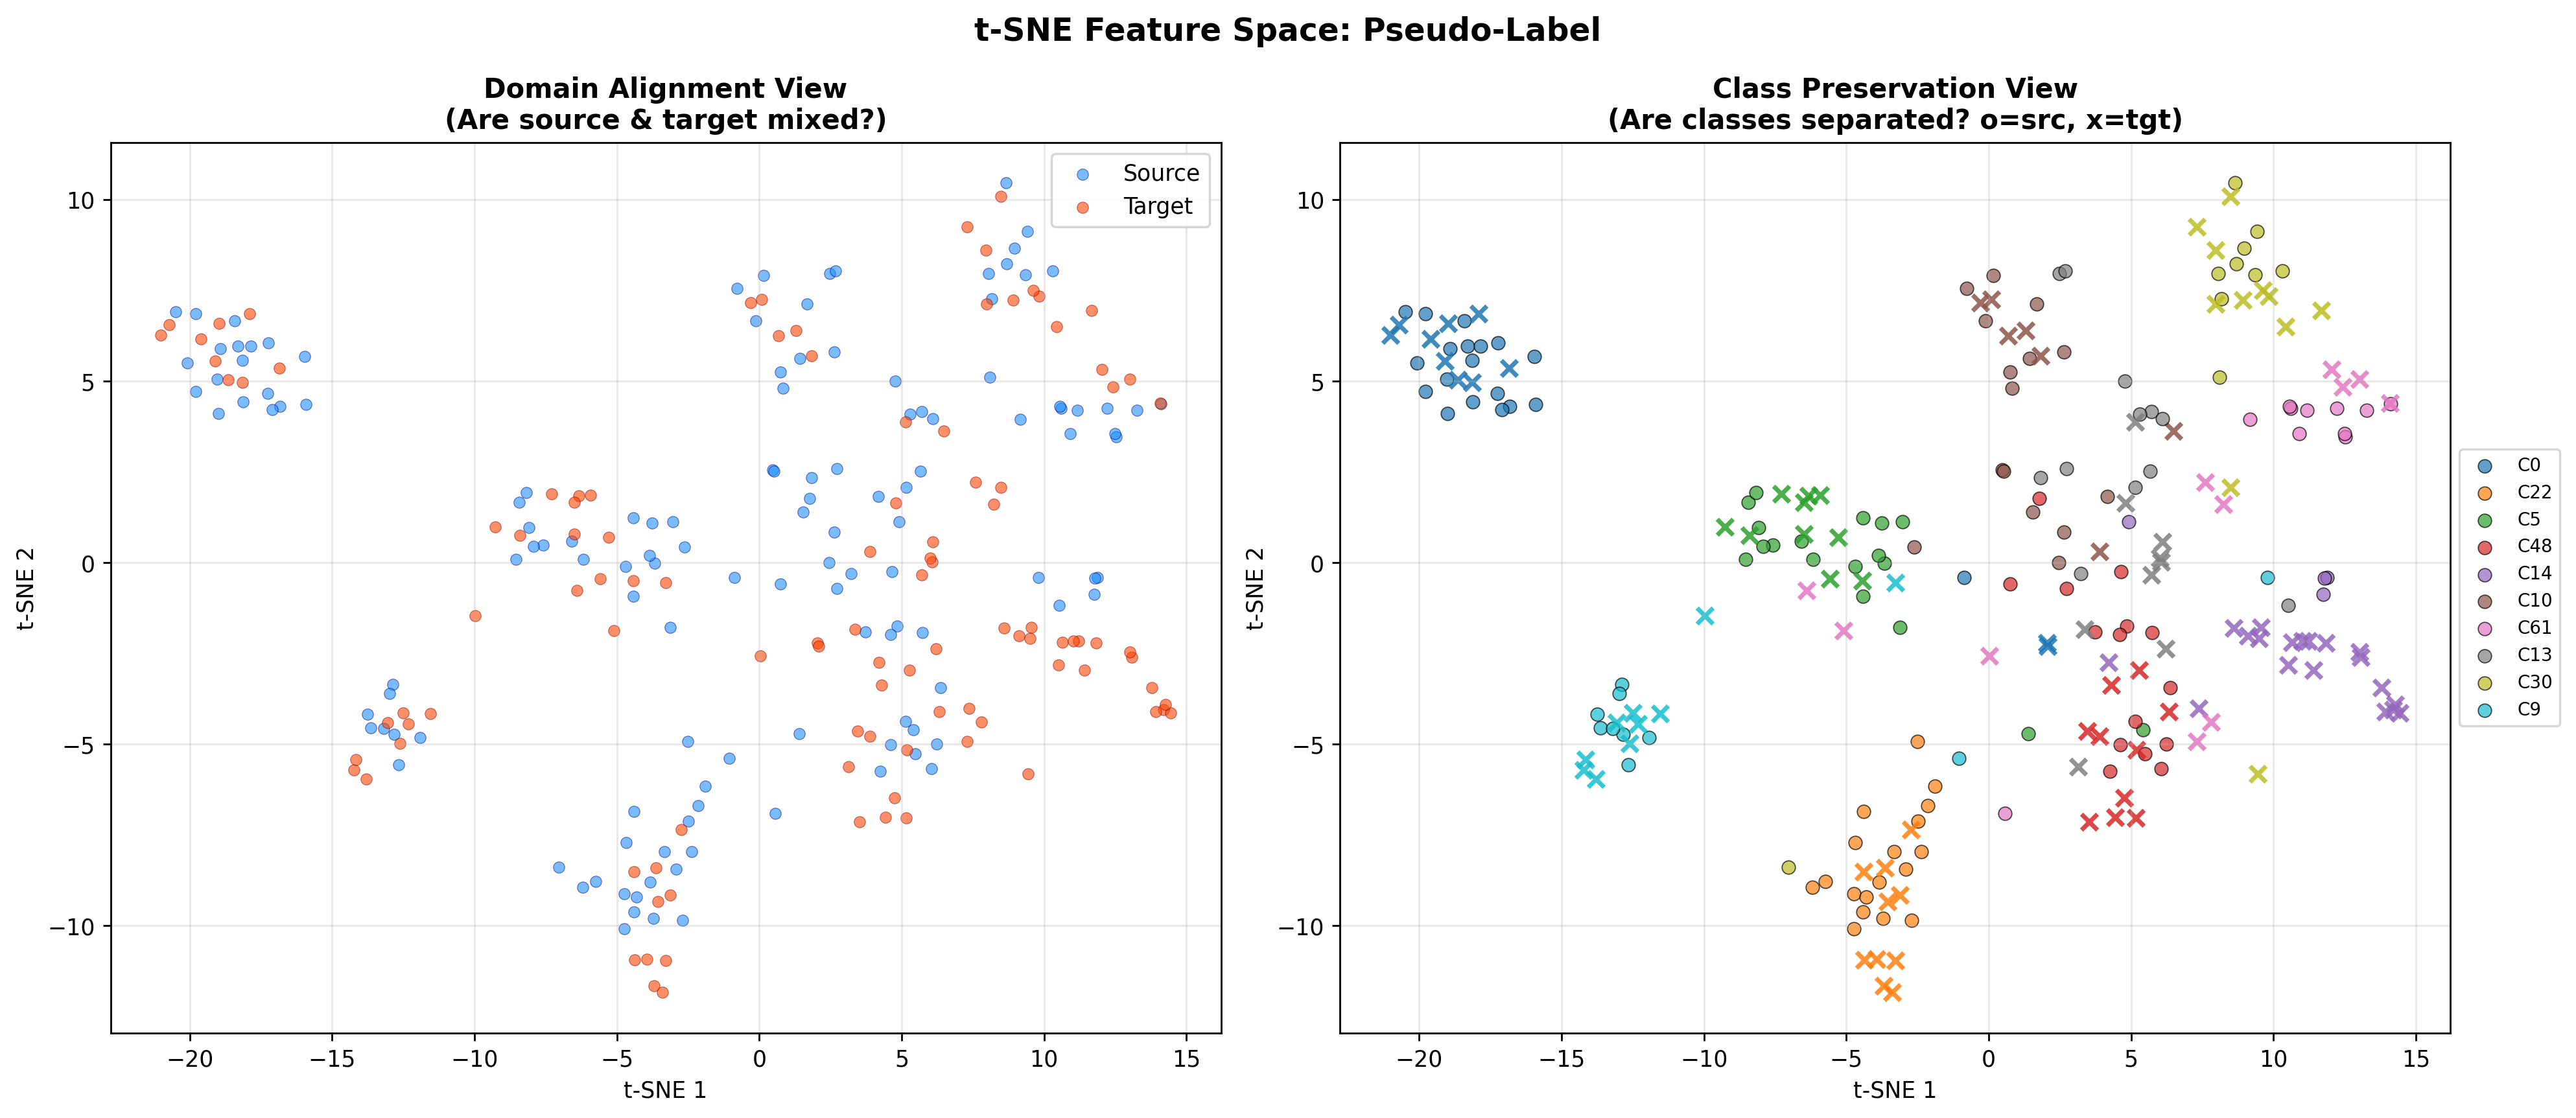 t-SNE Feature Space: Pseudo-Label
Domain Alignment View
(Are source & target mixed?)
Source
Target
10
5
0
−5
−10
t-SNE 2
−20
−15
−10
−5
0
5
10
15
t-SNE 1
Class Preservation View
(Are classes separated? o=src, x=tgt)
10
5
0
−5
−10
t-SNE 2
−20
−15
−10
−5
0
5
10
15
t-SNE 1
C0
C22
C5
C48
C14
C10
C61
C13
C30
C9